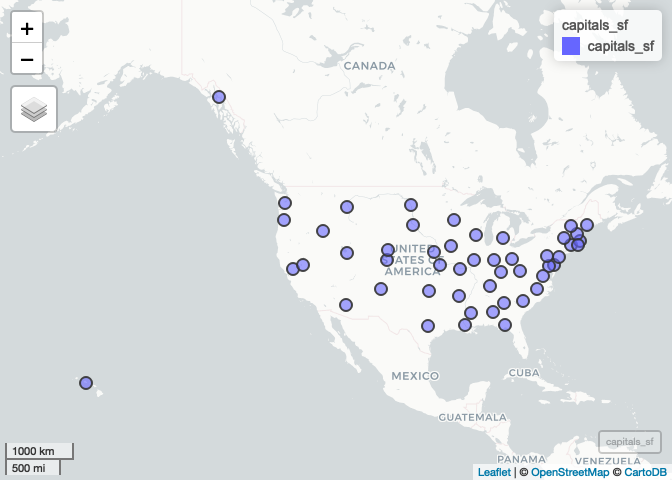 +
−
capitals_sf
capitals_sf
CANADA
UNITED
STATES OF
AMERICA
MEXICO
CUBA
GUATEMALA
PANAMA
VENEZUELA
capitals_sf
1000 km
500 mi
Leaflet | © OpenStreetMap © CartoDB